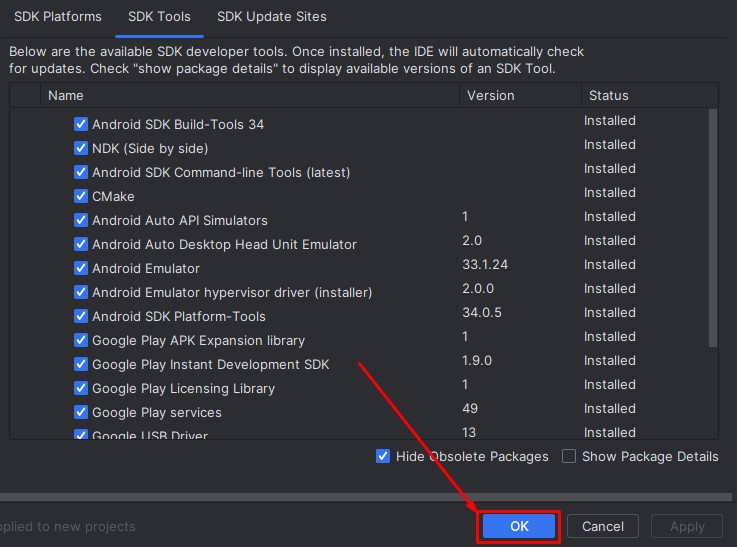 SDK Platforms SDK Tools SDK Update Sites
Below are the available SDK developer tools. Once installed, the IDE will automatically check
for updates. Check "show package details" to display available versions of an SDK Tool.
Name Version Status
Android SDK Build-Tools 34 Installed
NDK (Side by side) Installed
Android SDK Command-line Tools (latest) Installed
CMake Installed
Android Auto API Simulators 1 Installed
Android Auto Desktop Head Unit Emulator 2.0 Installed
Android Emulator 33.1.24 Installed
Android Emulator hypervisor driver (installer) 2.0.0 Installed
Android SDK Platform-Tools 34.0.5 Installed
Google Play APK Expansion library 1 Installed
Google Play Instant Development SDK 1.9.0 Installed
Google Play Licensing Library 1 Installed
Google Play services 49 Installed
Google USB Driver 13 Installed
Hide Obsolete Packages Show Package Details
pplied to new projects OK Cancel Apply